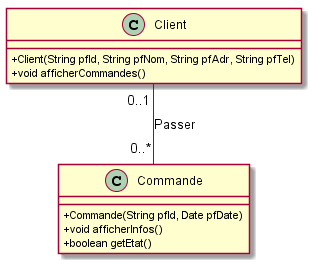 C Client
+Client(String pfId, String pfNom, String pfAdr, String pfTel)
+void afficherCommandes()
0..1
Passer
0..*
C Commande
+Commande(String pfId, Date pfDate)
+void afficherInfos()
+boolean getEtat()